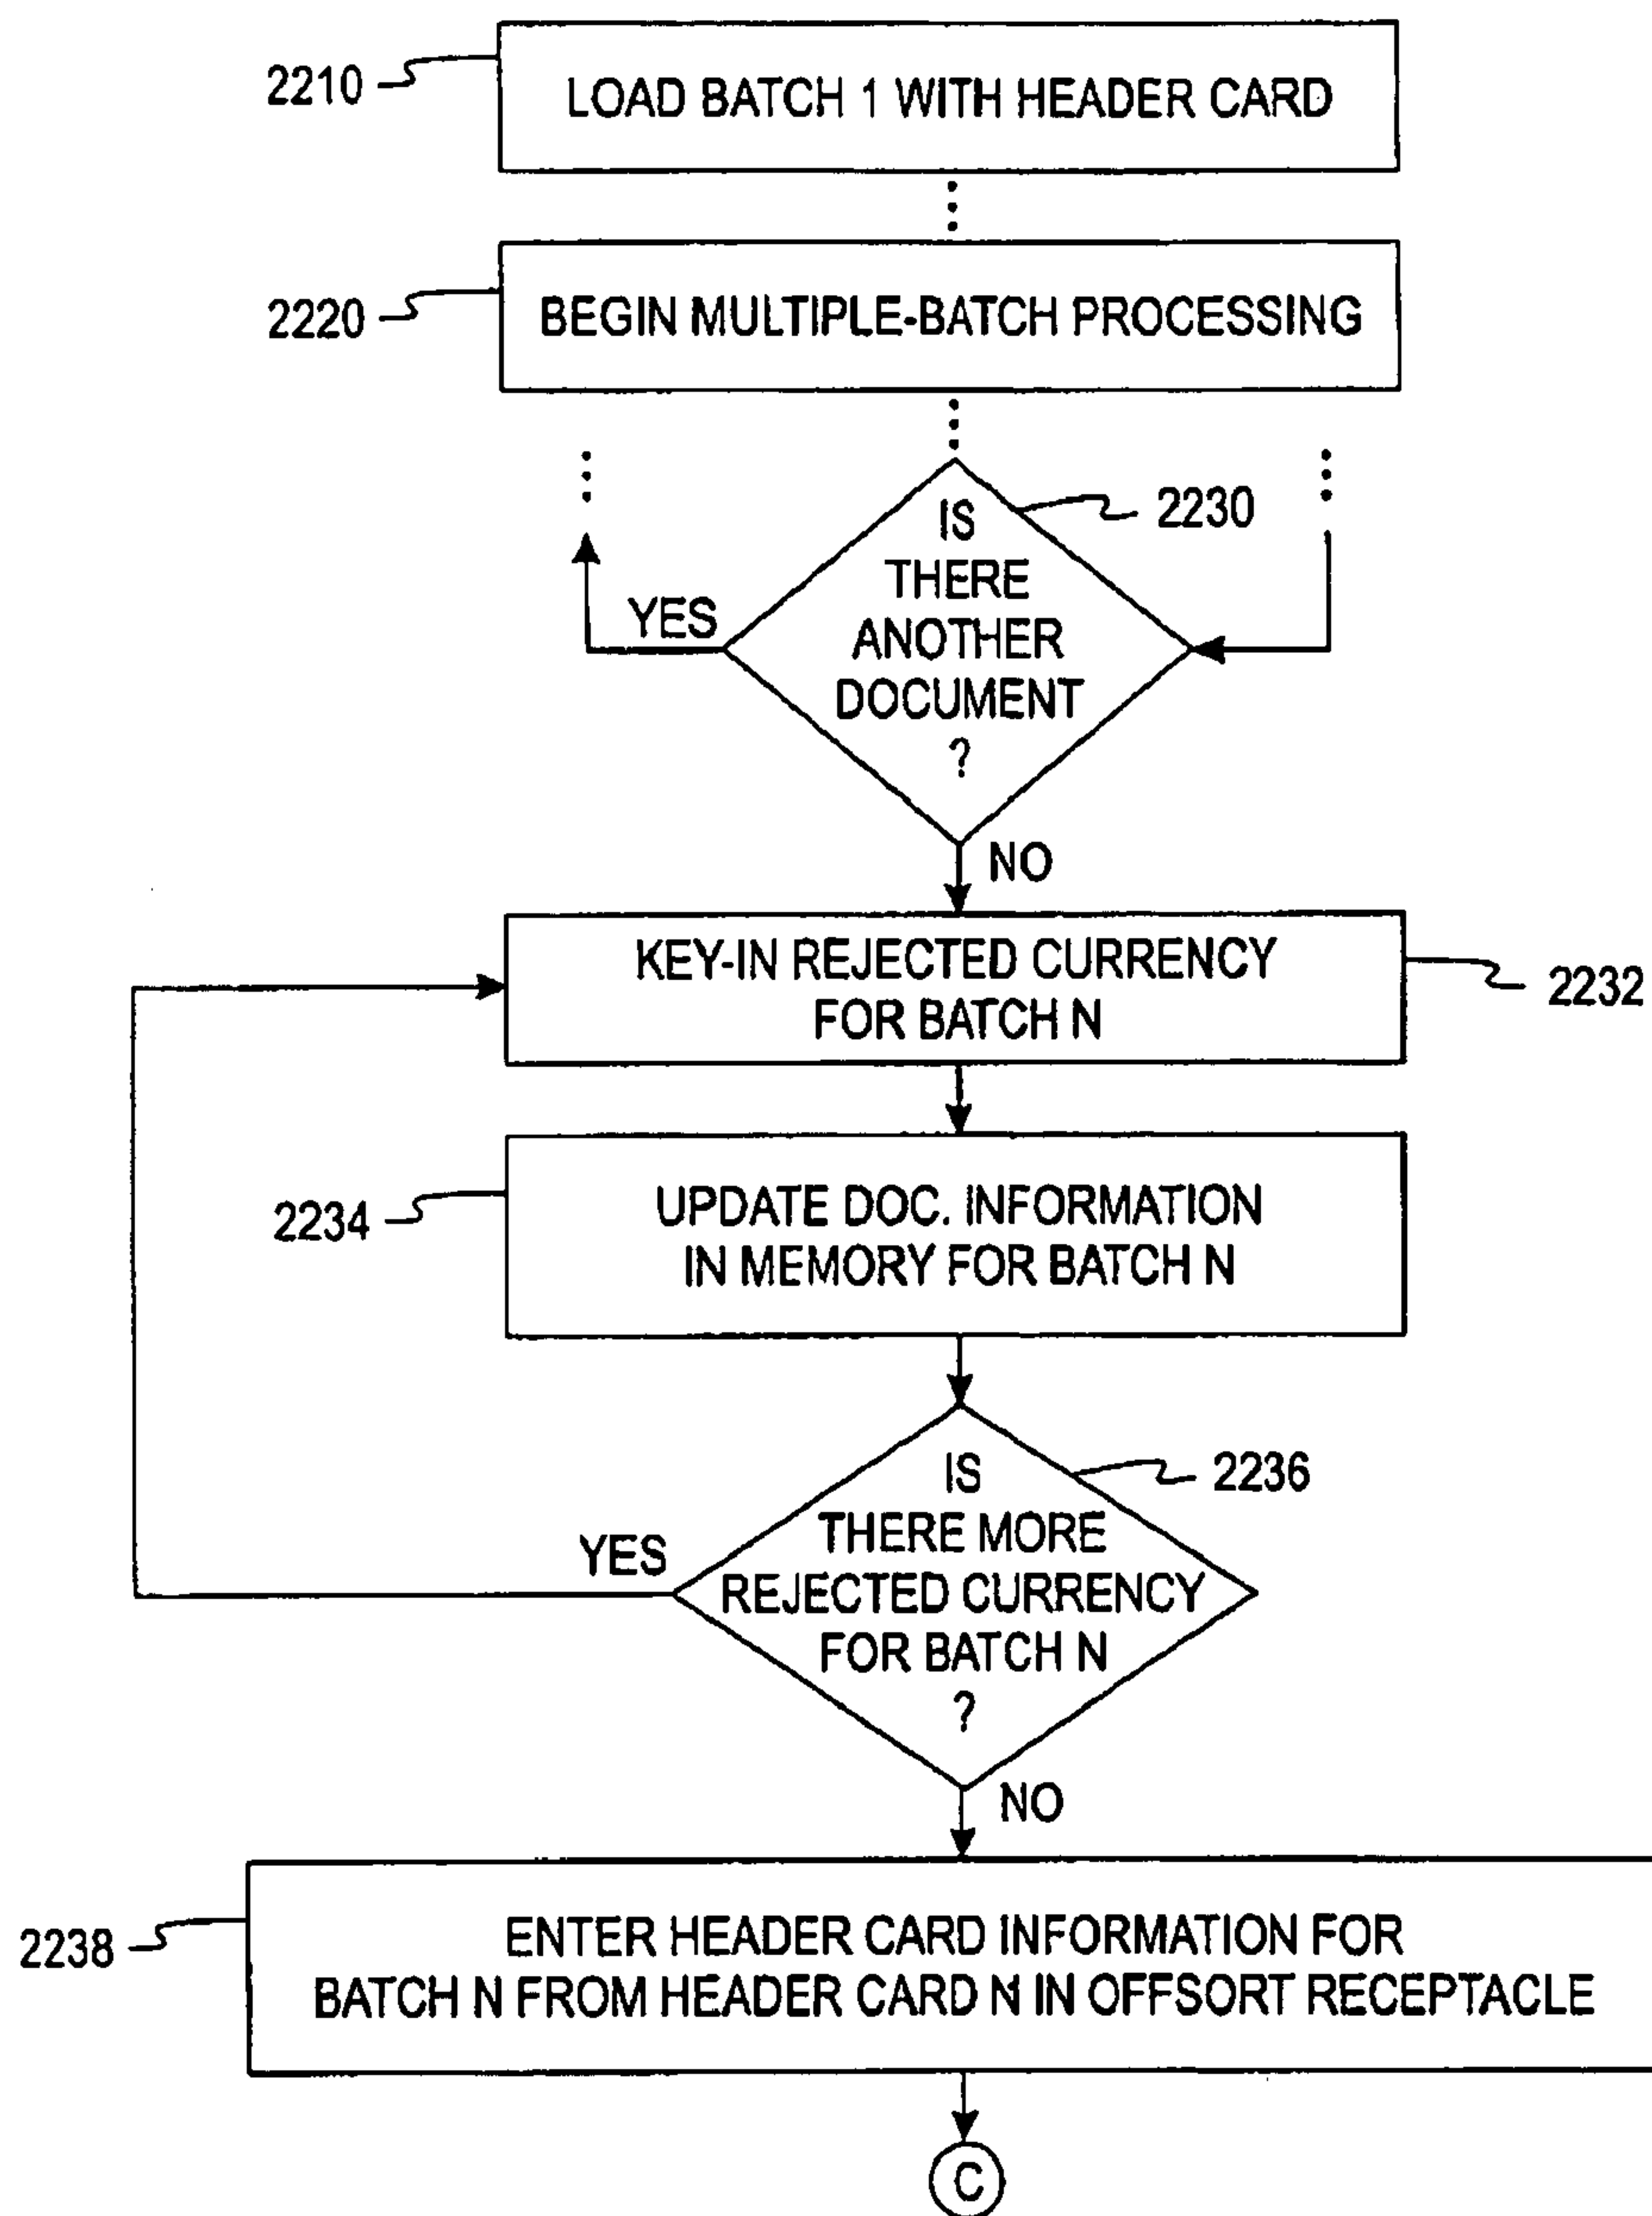 2210
LOAD BATCH 1 WITH HEADER CARD
2220
BEGIN MULTIPLE-BATCH PROCESSING
2230
IS
THERE
ANOTHER
DOCUMENT
?
YES
NO
KEY-IN REJECTED CURRENCY
FOR BATCH N
2232
2234
UPDATE DOC. INFORMATION
IN MEMORY FOR BATCH N
2236
IS
THERE MORE
REJECTED CURRENCY
FOR BATCH N
?
YES
NO
2238
ENTER HEADER CARD INFORMATION FOR
BATCH N FROM HEADER CARD N IN OFFSORT RECEPTACLE
C